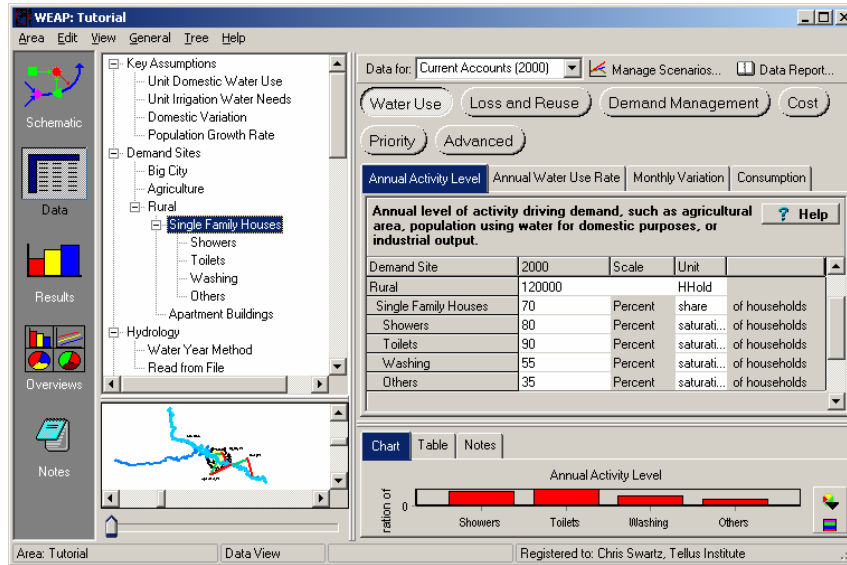 WEAP: Tutorial
Area Edit View General Tree Help
Schematic
Data
Results
Overviews
Notes
Key Assumptions
Unit Domestic Water Use
Unit Irrigation Water Needs
Domestic Variation
Population Growth Rate
Demand Sites
Big City
Agriculture
Rural
Single Family Houses
Showers
Toilets
Washing
Others
Apartment Buildings
Hydrology
Water Year Method
Read from File
Data for: Current Accounts (2000) Manage Scenarios... Data Report...
Water Use Loss and Reuse Demand Management Cost
Priority Advanced
Annual Activity Level Annual Water Use Rate Monthly Variation Consumption
Annual level of activity driving demand, such as agricultural
area, population using water for domestic purposes, or
industrial output.
? Help
Demand Site 2000 Scale Unit
Rural 120000 HHold
Single Family Houses 70 Percent share of households
Showers 80 Percent saturati... of households
Toilets 90 Percent saturati... of households
Washing 55 Percent saturati... of households
Others 35 Percent saturati... of households
Chart Table Notes
Annual Activity Level
ration of
0
Showers Toilets Washing Others
Area: Tutorial Data View Registered to: Chris Swartz, Tellus Institute